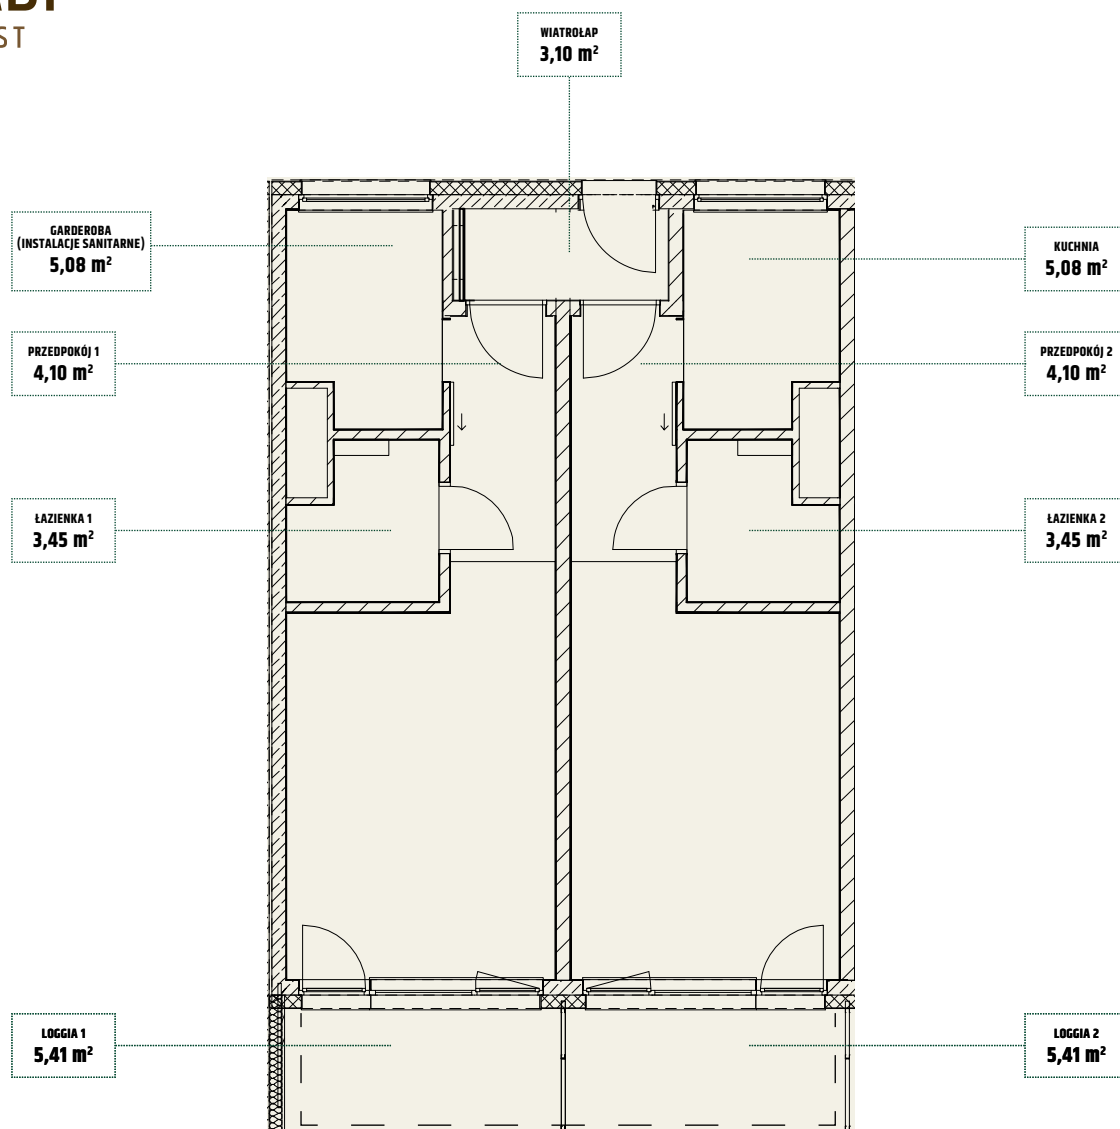 ST
WIATROŁAP
3,10 m²
GARDEROBA
(INSTALACJE SANITARNE)
5,08 m²
KUCHNIA
5,08 m²
PRZEDPOKÓJ 1
4,10 m²
PRZEDPOKÓJ 2
4,10 m²
ŁAZIENKA 1
3,45 m²
ŁAZIENKA 2
3,45 m²
LOGGIA 1
5,41 m²
LOGGIA 2
5,41 m²